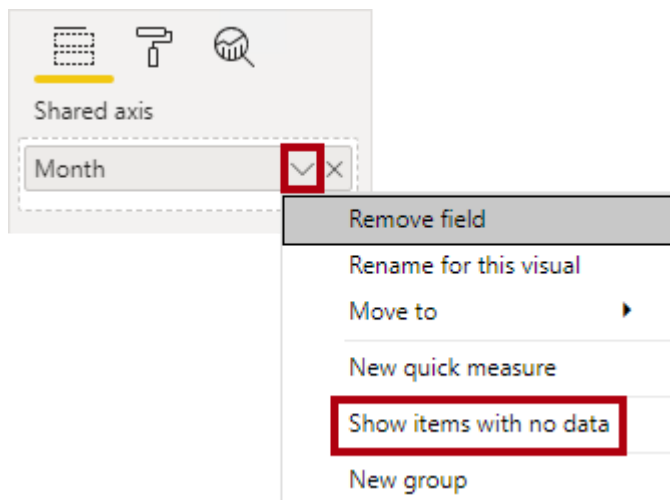 Shared axis
Month
Remove field
Rename for this visual
Move to
New quick measure
Show items with no data
New group